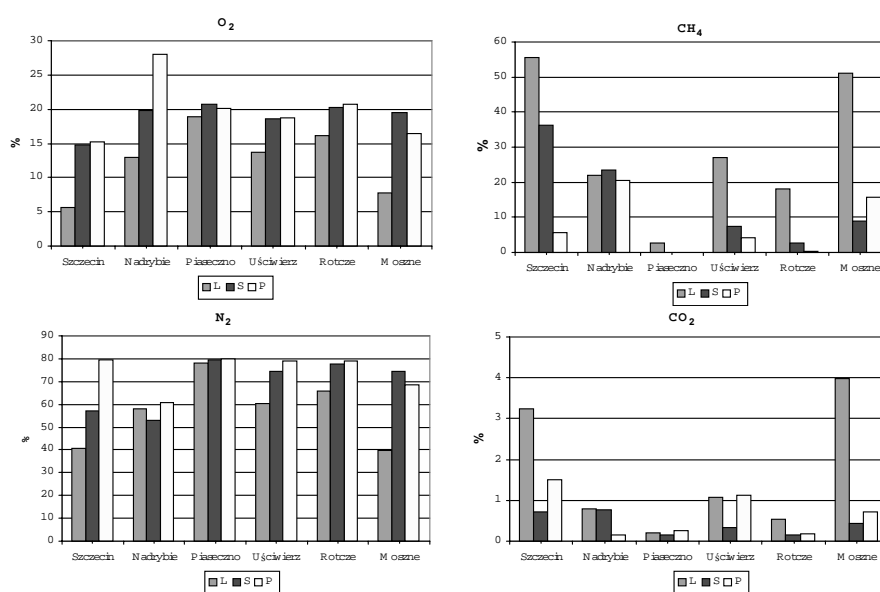 O2
30
25
20
15
10
5
0
%
Szczecin Nadrybie Piaseczno Uściwierz Rotcze Moszne
L S P
CH4
60
50
40
30
20
10
0
%
Szczecin Nadrybie Piaseczno Uściwierz Rotcze Moszne
L S P
N2
90
80
70
60
50
40
30
20
10
0
%
Szczecin Nadrybie Piaseczno Uściwierz Rotcze Moszne
L S P
CO2
5
4
3
2
1
0
%
Szczecin Nadrybie Piaseczno Uściwierz Rotcze Moszne
L S P